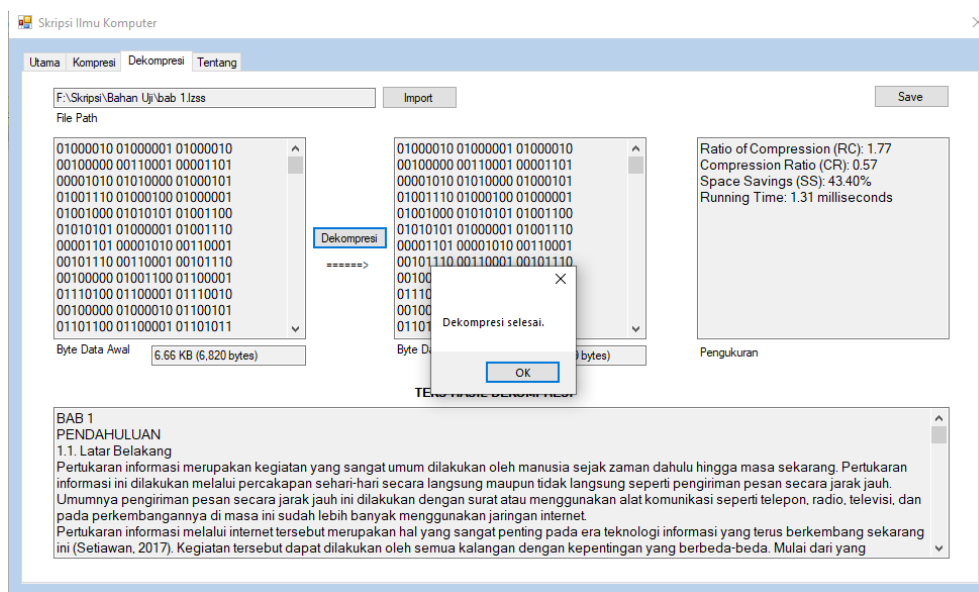 Skripsi Ilmu Komputer
Utama Kompresi Dekompresi Tentang
F:\Skripsi\Bahan Uji\bab 1.lzss
Import
Save
File Path
01000010 01000001 01000010
00100000 00110001 00001101
00001010 01010000 01000101
01001110 01000100 01000001
01001000 01010101 01001100
01010101 01000001 01001110
00001101 00001010 00110001
00101110 00110001 00101110
00100000 01001100 01100001
01110100 01100001 01110010
00100000 01000010 01100101
01101100 01100001 01101011
Byte Data Awal
6.66 KB (6,820 bytes)
Dekompresi
======>
01000010 01000001 01000010
00100000 00110001 00001101
00001010 01010000 01000101
01001110 01000100 01000001
01001000 01010101 01001100
01010101 01000001 01001110
00001101 00001010 00110001
00101110 00110001 00101110
Byte
bytes)
Dekompresi selesai.
OK
Ratio of Compression (RC): 1.77
Compression Ratio (CR): 0.57
Space Savings (SS): 43.40%
Running Time: 1.31 milliseconds
Pengukuran
TEKS HASIL DEKOMPRESI
BAB 1
PENDAHULUAN
1.1. Latar Belakang
Pertukaran informasi merupakan kegiatan yang sangat umum dilakukan oleh manusia sejak zaman dahulu hingga masa sekarang. Pertukaran
informasi ini dilakukan melalui percakapan sehari-hari secara langsung maupun tidak langsung seperti pengiriman pesan secara jarak jauh.
Umumnya pengiriman pesan secara jarak jauh ini dilakukan dengan surat atau menggunakan alat komunikasi seperti telepon, radio, televisi, dan
pada perkembangannya di masa ini sudah lebih banyak menggunakan jaringan internet.
Pertukaran informasi melalui internet tersebut merupakan hal yang sangat penting pada era teknologi informasi yang terus berkembang sekarang
ini (Setiawan, 2017). Kegiatan tersebut dapat dilakukan oleh semua kalangan dengan kepentingan yang berbeda-beda. Mulai dari yang